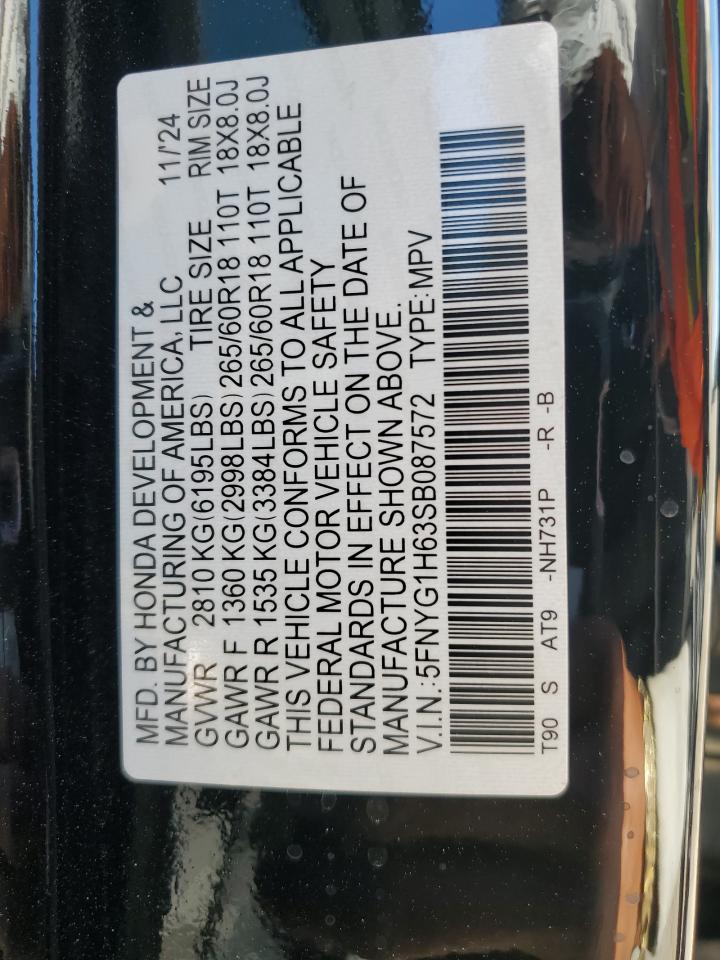 MFD. BY HONDA DEVELOPMENT &
MANUFACTURING OF AMERICA, LLC 11/'24
GVWR 2810 KG(6195LBS) TIRE SIZE RIM SIZE
GAWR F 1360 KG(2998LBS) 265/60R18 110T 18X8.0J
GAWR R 1535 KG(3384LBS) 265/60R18 110T 18X8.0J
THIS VEHICLE CONFORMS TO ALL APPLICABLE
FEDERAL MOTOR VEHICLE SAFETY
STANDARDS IN EFFECT ON THE DATE OF
MANUFACTURE SHOWN ABOVE.
V.I.N.:5FNYG1H63SB087572 TYPE:MPV
T90 S AT9 -NH731P -R -B